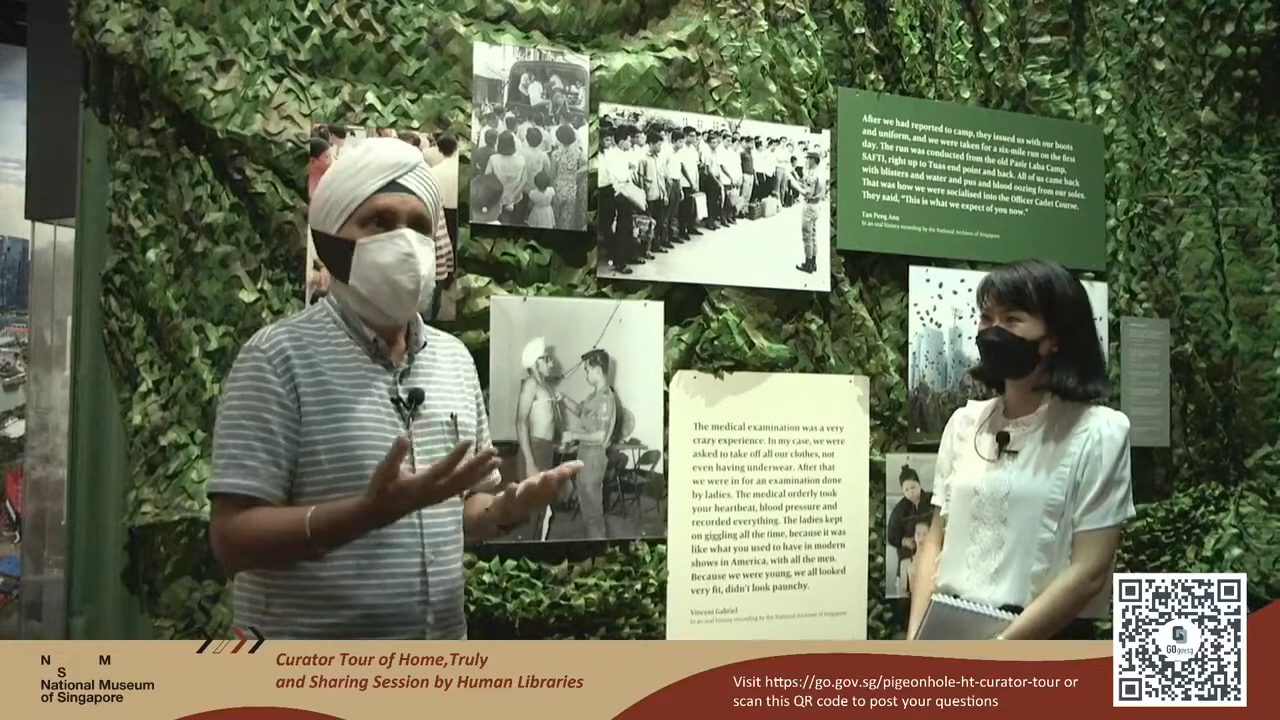 After we had reported to camp, they issued us with our boots
and uniform, and we were taken for a six-mile run on the first
day. The run was conducted from the old Pasir Laba Camp,
SAFTI, right up to Tuas end point and back. All of us came back
with blisters and water and pus and blood oozing from our soles.
That was how we were socialised into the Officer Cadet Course.
They said, "This is what we expect of you now."
Tan Peng Ann
In an oral history recording by the National Archives of Singapore
The medical examination was a very
crazy experience. In my case, we were
asked to take off all our clothes, not
even having underwear. After that
we were in for an examination done
by ladies. The medical orderly took
your heartbeat, blood pressure and
recorded everything. The ladies kept
on giggling all the time, because it was
like what you used to have in modern
shows in America, with all the men.
Because we were young, we all looked
very fit, didn't look paunchy.
Vincent Gabriel
In an oral history recording by the National Archives of Singapore
N M
S
National Museum
of Singapore
Curator Tour of Home,Truly
and Sharing Session by Human Libraries
Visit https://go.gov.sg/pigeonhole-ht-curator-tour or
scan this QR code to post your questions
GOgovsg